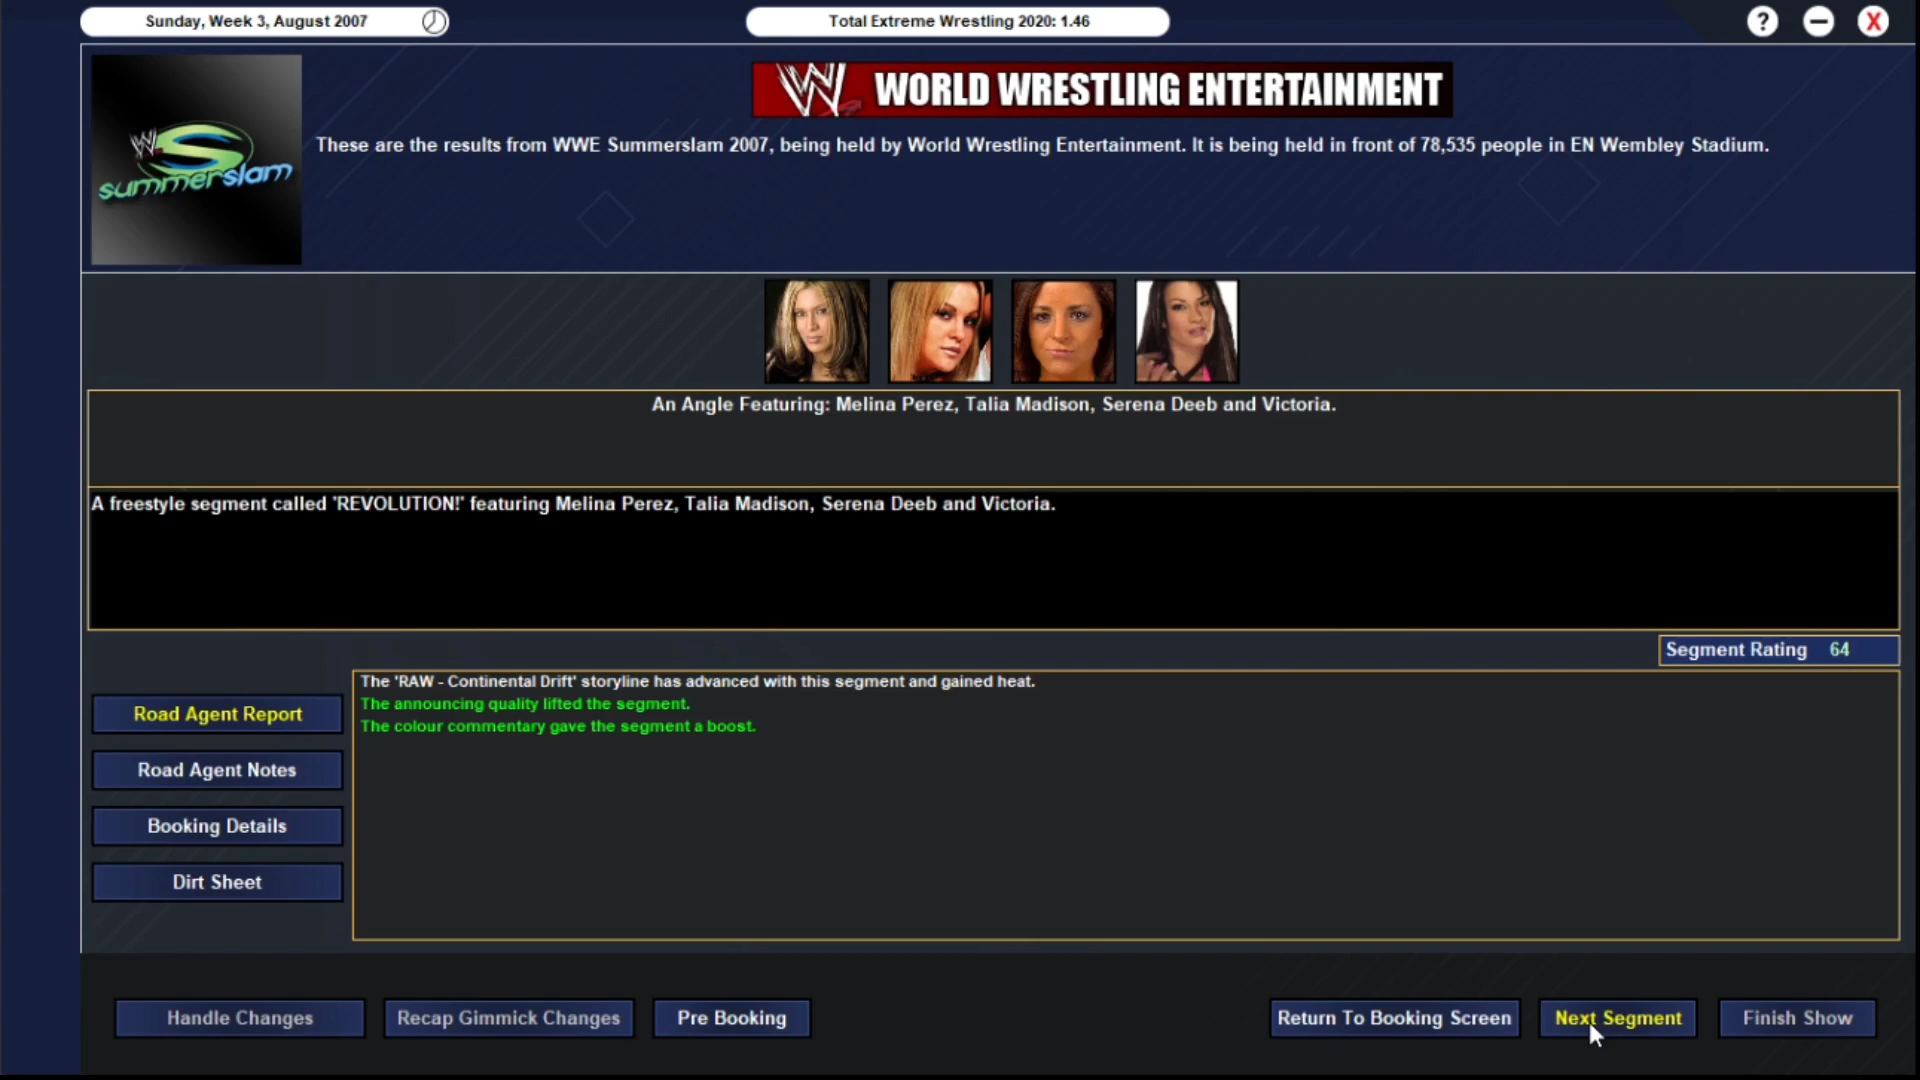 Sunday, Week 3, August 2007
Total Extreme Wrestling 2020: 1.46
?
X
W
SummerSlam
W WORLD WRESTLING ENTERTAINMENT
These are the results from WWE Summerslam 2007, being held by World Wrestling Entertainment. It is being held in front of 78,535 people in EN Wembley Stadium.
An Angle Featuring: Melina Perez, Talia Madison, Serena Deeb and Victoria.
A freestyle segment called 'REVOLUTION!' featuring Melina Perez, Talia Madison, Serena Deeb and Victoria.
Segment Rating 64
The 'RAW - Continental Drift' storyline has advanced with this segment and gained heat.
The announcing quality lifted the segment.
The colour commentary gave the segment a boost.
Road Agent Report
Road Agent Notes
Booking Details
Dirt Sheet
Handle Changes
Recap Gimmick Changes
Pre Booking
Return To Booking Screen
Next Segment
Finish Show